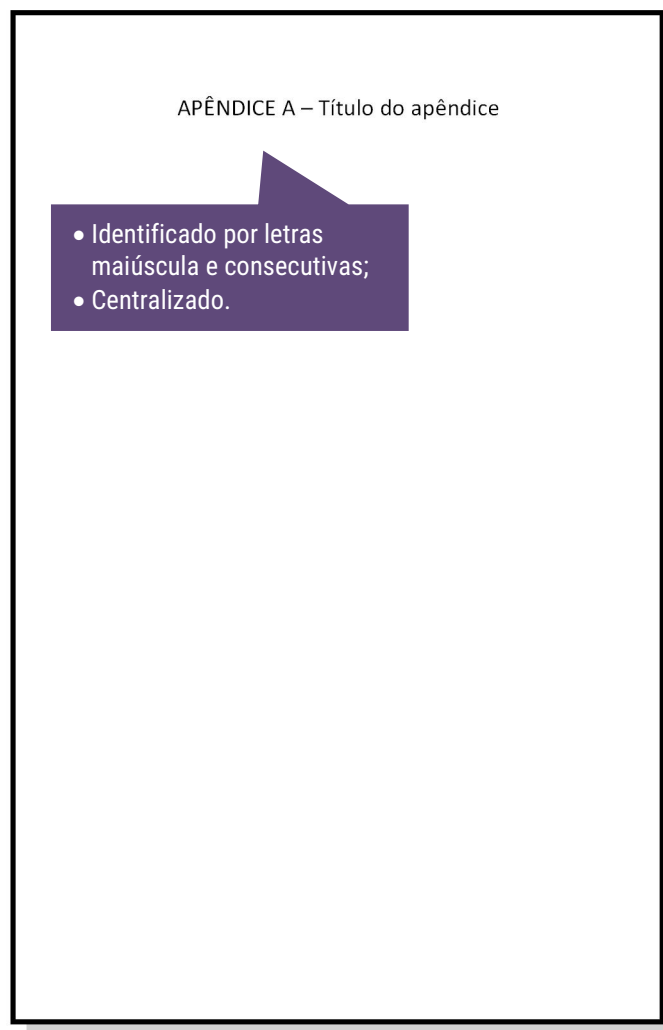 APÊNDICE A – Título do apêndice
• Identificado por letras
maiúscula e consecutivas;
• Centralizado.